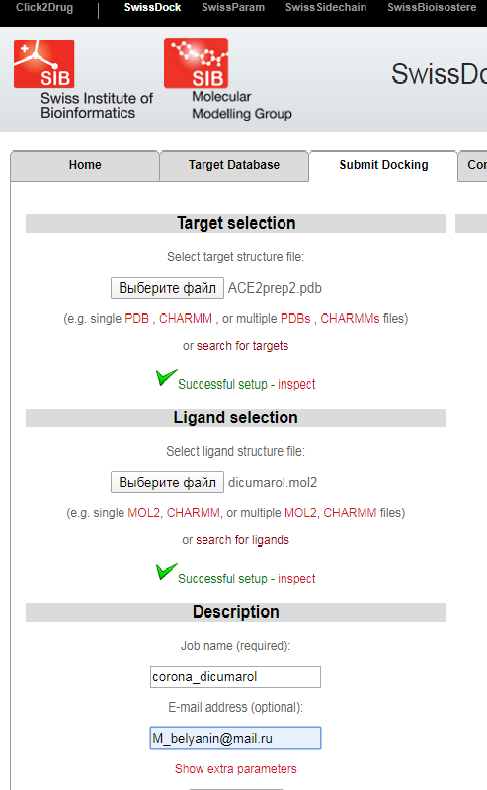 Click2Drug SwissDock SwissParam SwissSidechain SwissBioisostere
SIB
Swiss Institute of
Bioinformatics
SIB
Molecular
Modelling Group
Home Target Database Submit Docking
Target selection
Select target structure file:
Выберите файл ACE2prep2.pdb
(e.g. single PDB , CHARMM , or multiple PDBs , CHARMMs files)
or search for targets
Successful setup - inspect
Ligand selection
Select ligand structure file:
Выберите файл dicumarol.mol2
(e.g. single MOL2, CHARMM, or multiple MOL2, CHARMM files)
or search for ligands
Successful setup - inspect
Description
Job name (required):
corona_dicumarol
E-mail address (optional):
M_belyanin@mail.ru
Show extra parameters